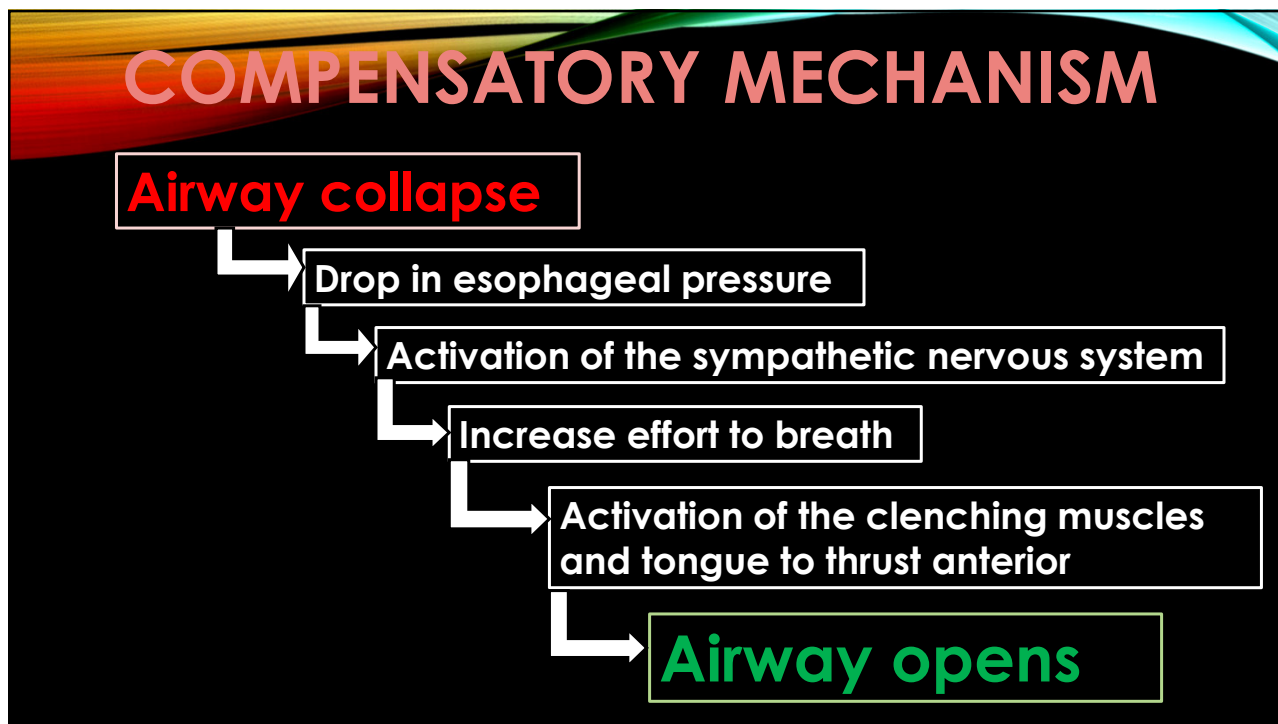 COMPENSATORY MECHANISM
Airway collapse
Drop in esophageal pressure
Activation of the sympathetic nervous system
Increase effort to breath
Activation of the clenching muscles
and tongue to thrust anterior
Airway opens